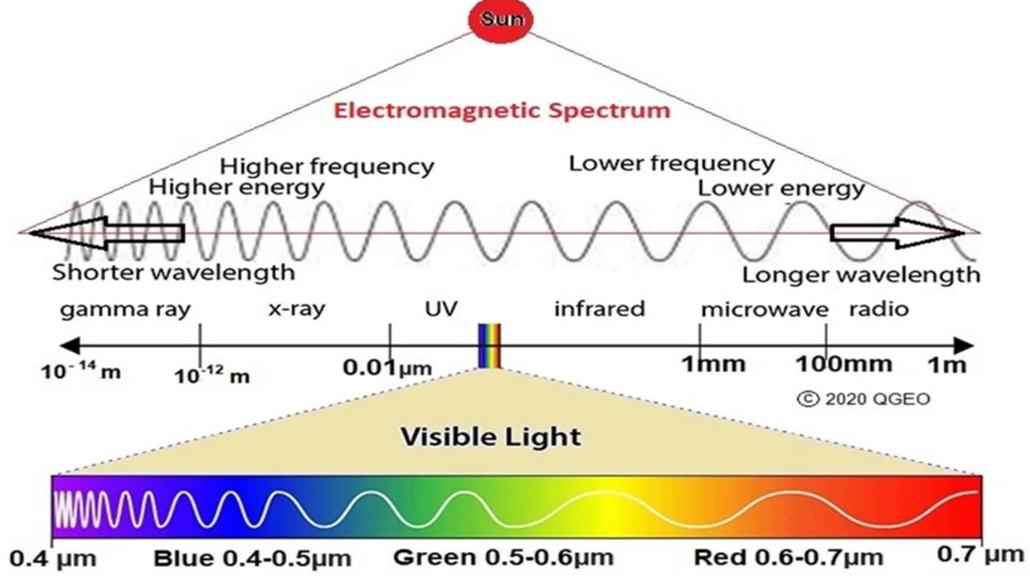 Sun
Electromagnetic Spectrum
Higher frequency
Lower frequency
Higher energy
Lower energy
Shorter wavelength
Longer wavelength
gamma ray x-ray UV infrared microwave radio
10⁻¹⁴ m 10⁻¹² m 0.01µm 1mm 100mm 1m
© 2020 QGEO
Visible Light
0.4 µm Blue 0.4-0.5µm Green 0.5-0.6µm Red 0.6-0.7µm 0.7 µm